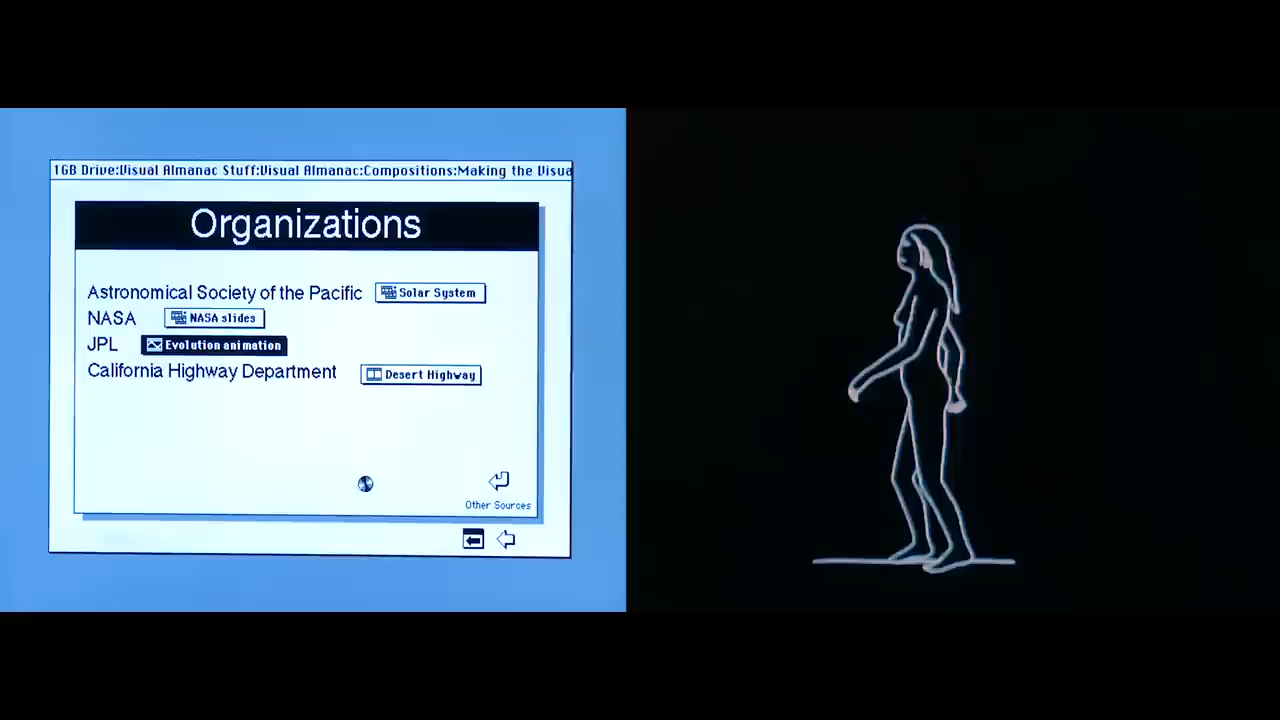 1GB Drive:Visual Almanac Stuff:Visual Almanac:Compositions:Making the Visua
Organizations
Astronomical Society of the Pacific Solar System
NASA NASA slides
JPL Evolution animation
California Highway Department Desert Highway
Other Sources